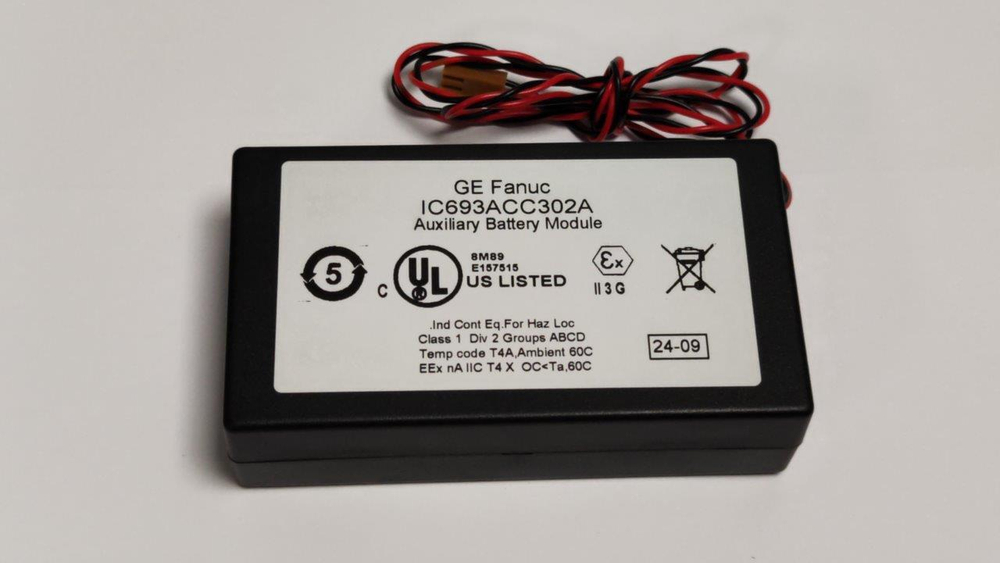 GE Fanuc
IC693ACC302A
Auxiliary Battery Module
5
C UL US LISTED
8M89
E157515
Ex
II 3 G
.Ind Cont Eq.For Haz Loc
Class 1 Div 2 Groups ABCD
Temp code T4A,Ambient 60C
EEx nA IIC T4 X OC<Ta,60C
24-09